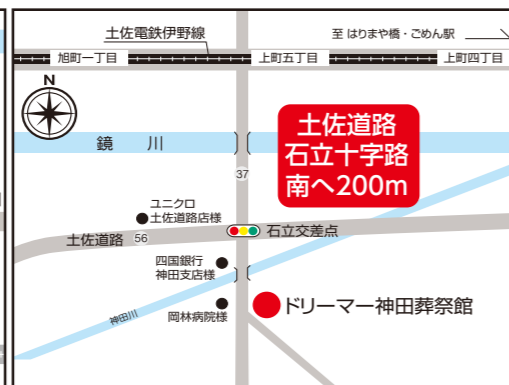 土佐電鉄伊野線
至 はりまや橋・ごめん駅
旭町一丁目
上町五丁目
上町四丁目
N
鏡川
土佐道路
石立十字路
南へ200m
37
ユニクロ
土佐道路店様
土佐道路 56
石立交差点
四国銀行
神田支店様
神田川
岡林病院様
ドリーマー神田葬祭館